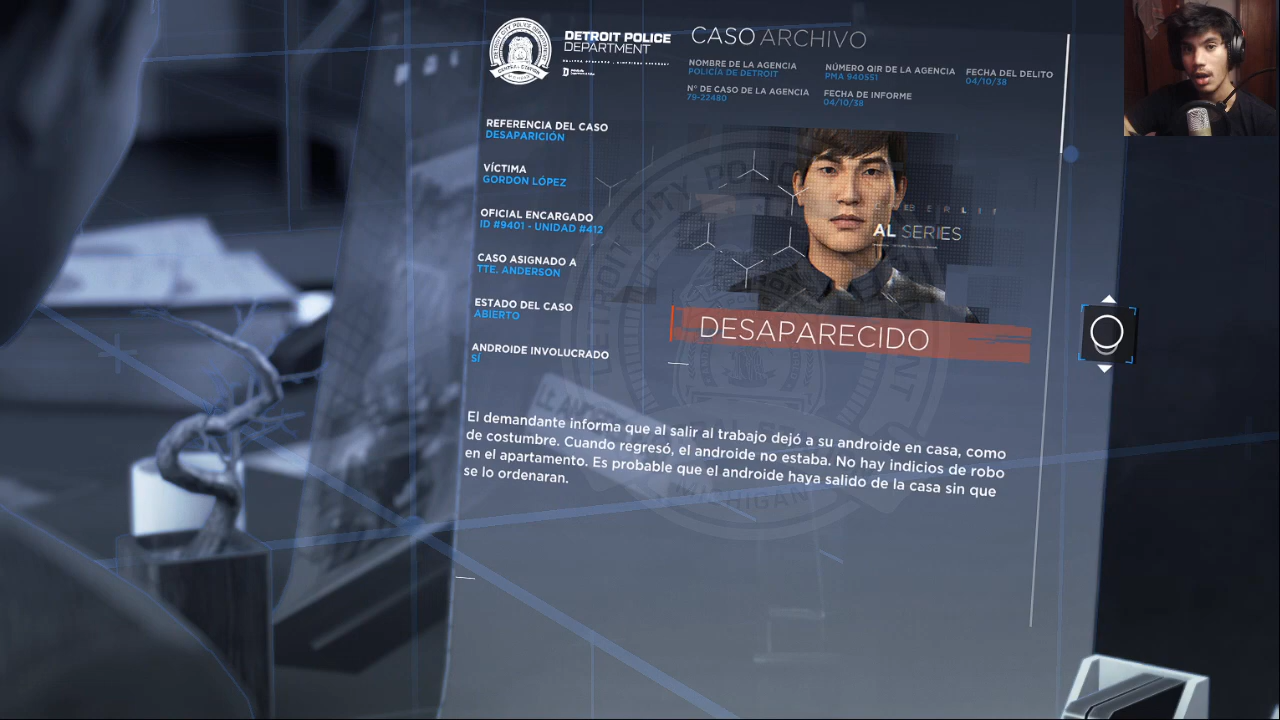 DETROIT POLICE
DEPARTMENT
CASO ARCHIVO
NOMBRE DE LA AGENCIA
POLICÍA DE DETROIT
NÚMERO QIR DE LA AGENCIA
PMA 940551
FECHA DEL DELITO
04/10/38
N° DE CASO DE LA AGENCIA
79-22480
FECHA DE INFORME
04/10/38
REFERENCIA DEL CASO
DESAPARICIÓN
VÍCTIMA
GORDON LÓPEZ
OFICIAL ENCARGADO
ID #9401 - UNIDAD #412
CASO ASIGNADO A
TTE. ANDERSON
ESTADO DEL CASO
ABIERTO
ANDROIDE INVOLUCRADO
SÍ
AL SERIES
DESAPARECIDO
El demandante informa que al salir al trabajo dejó a su androide en casa, como
de costumbre. Cuando regresó, el androide no estaba. No hay indicios de robo
en el apartamento. Es probable que el androide haya salido de la casa sin que
se lo ordenaran.